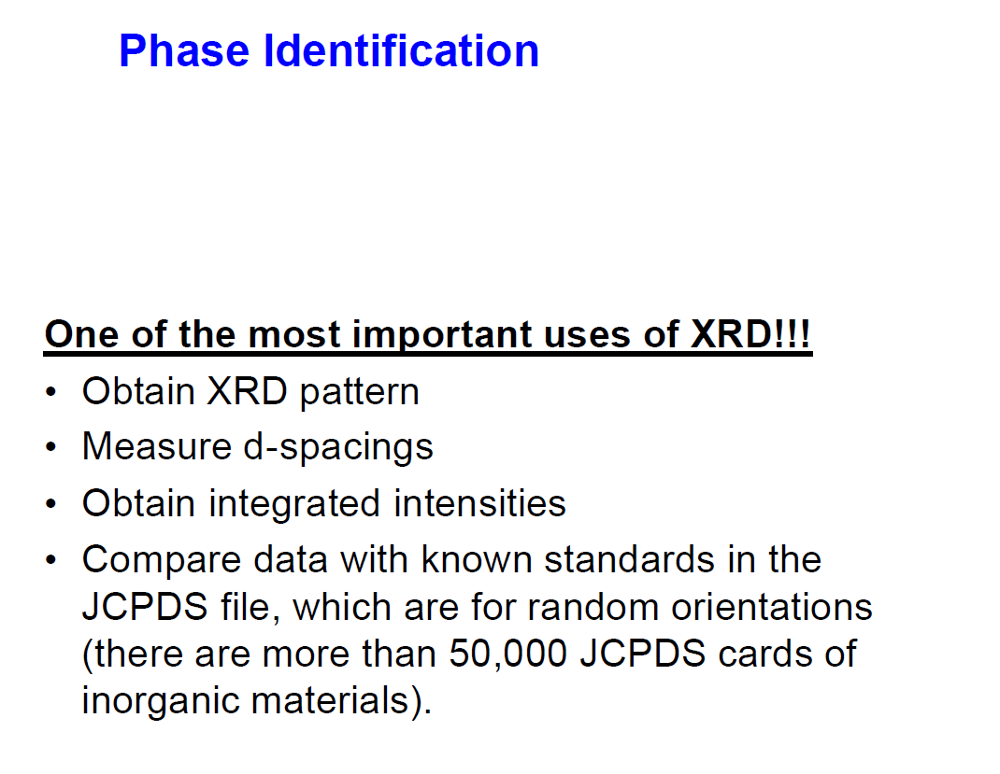 Phase Identification
One of the most important uses of XRD!!!
• Obtain XRD pattern
• Measure d-spacings
• Obtain integrated intensities
• Compare data with known standards in the
JCPDS file, which are for random orientations
(there are more than 50,000 JCPDS cards of
inorganic materials).